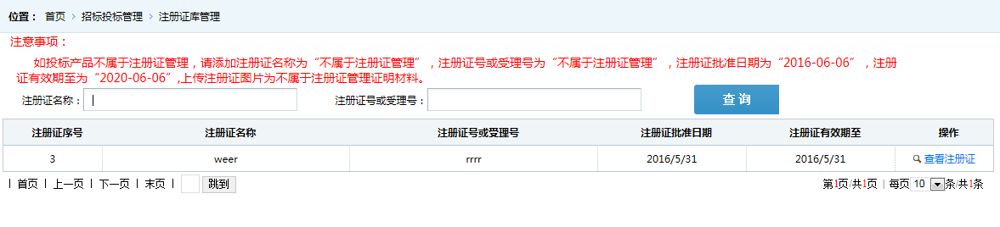 位置： 首页 > 招标投标管理 > 注册证库管理
注意事项：
如投标产品不属于注册证管理，请添加注册证名称为“不属于注册证管理”，注册证号或受理号为“不属于注册证管理”，注册证批准日期为“2016-06-06”，注册
证有效期至为“2020-06-06”,上传注册证图片为不属于注册证管理证明材料。
注册证名称： 注册证号或受理号： 查 询
注册证序号 注册证名称 注册证号或受理号 注册证批准日期 注册证有效期至 操作
3 weer rrrr 2016/5/31 2016/5/31 查看注册证
| 首页 | 上一页 | 下一页 | 末页 | 跳到 第1页/共1页 | 每页 10 条/共1条